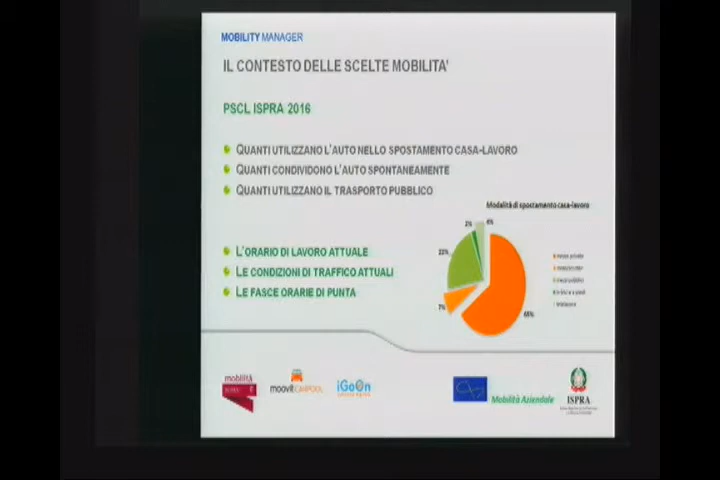 MOBILITY MANAGER
IL CONTESTO DELLE SCELTE MOBILITA'
PSCL ISPRA 2016
QUANTI UTILIZZANO L'AUTO NELLO SPOSTAMENTO CASA-LAVORO
QUANTI CONDIVIDONO L'AUTO SPONTANEAMENTE
QUANTI UTILIZZANO IL TRASPORTO PUBBLICO
Modalità di spostamento casa-lavoro
2%
22%
7%
L'ORARIO DI LAVORO ATTUALE
LE CONDIZIONI DI TRAFFICO ATTUALI
LE FASCE ORARIE DI PUNTA
mobilità
moovit CARPOOL
iGoOn
Mobilità Aziendale
ISPRA